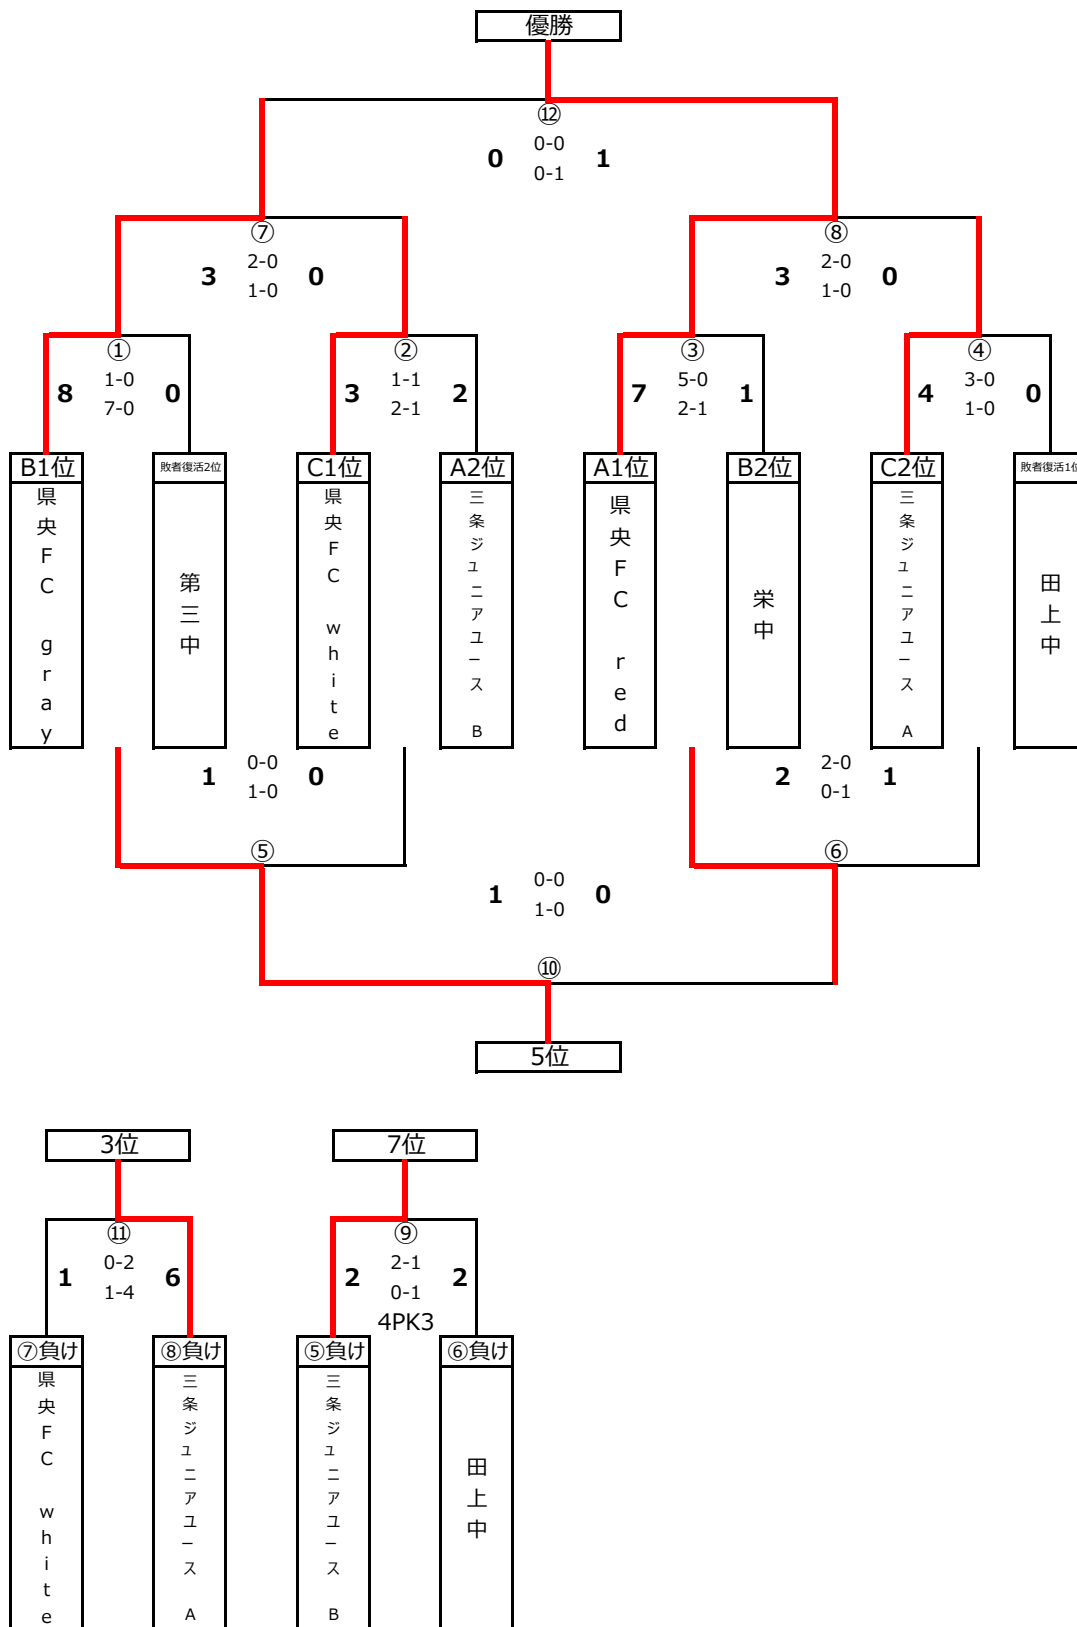 優勝
⑫
0-0
0 1
0-1
⑦ ⑧
2-0 2-0
3 0 3 0
1-0 1-0
① ② ③ ④
1-0 1-1 5-0 3-0
8 0 3 2 7 1 4 0
7-0 2-1 2-1 1-0
B1位 敗者復活2位 C1位 A2位 A1位 B2位 C2位 敗者復活1位
県央FC gray
第三中
県央FC white
三条ジュニアユース B
県央FC red
栄中
三条ジュニアユース A
田上中
0-0 2-0
1 0 2 1
1-0 0-1
⑤ ⑥
0-0
1 0
1-0
⑩
5位
3位 7位
⑪ ⑨
0-2 2-1
1 6 2 2
1-4 0-1
4PK3
⑦負け ⑧負け ⑤負け ⑥負け
県央FC white
三条ジュニアユース A
三条ジュニアユース B
田上中